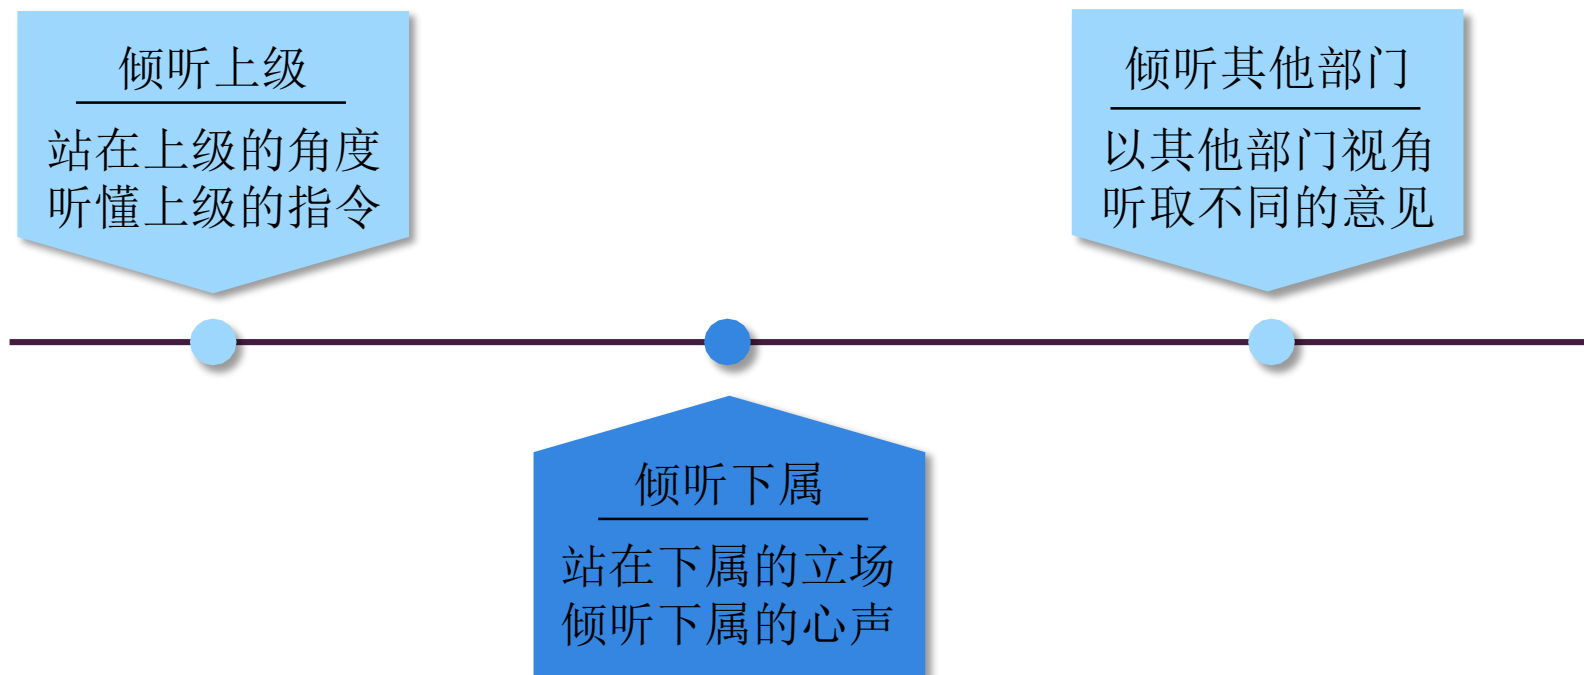 倾听上级
站在上级的角度
听懂上级的指令
倾听下属
站在下属的立场
倾听下属的心声
倾听其他部门
以其他部门视角
听取不同的意见